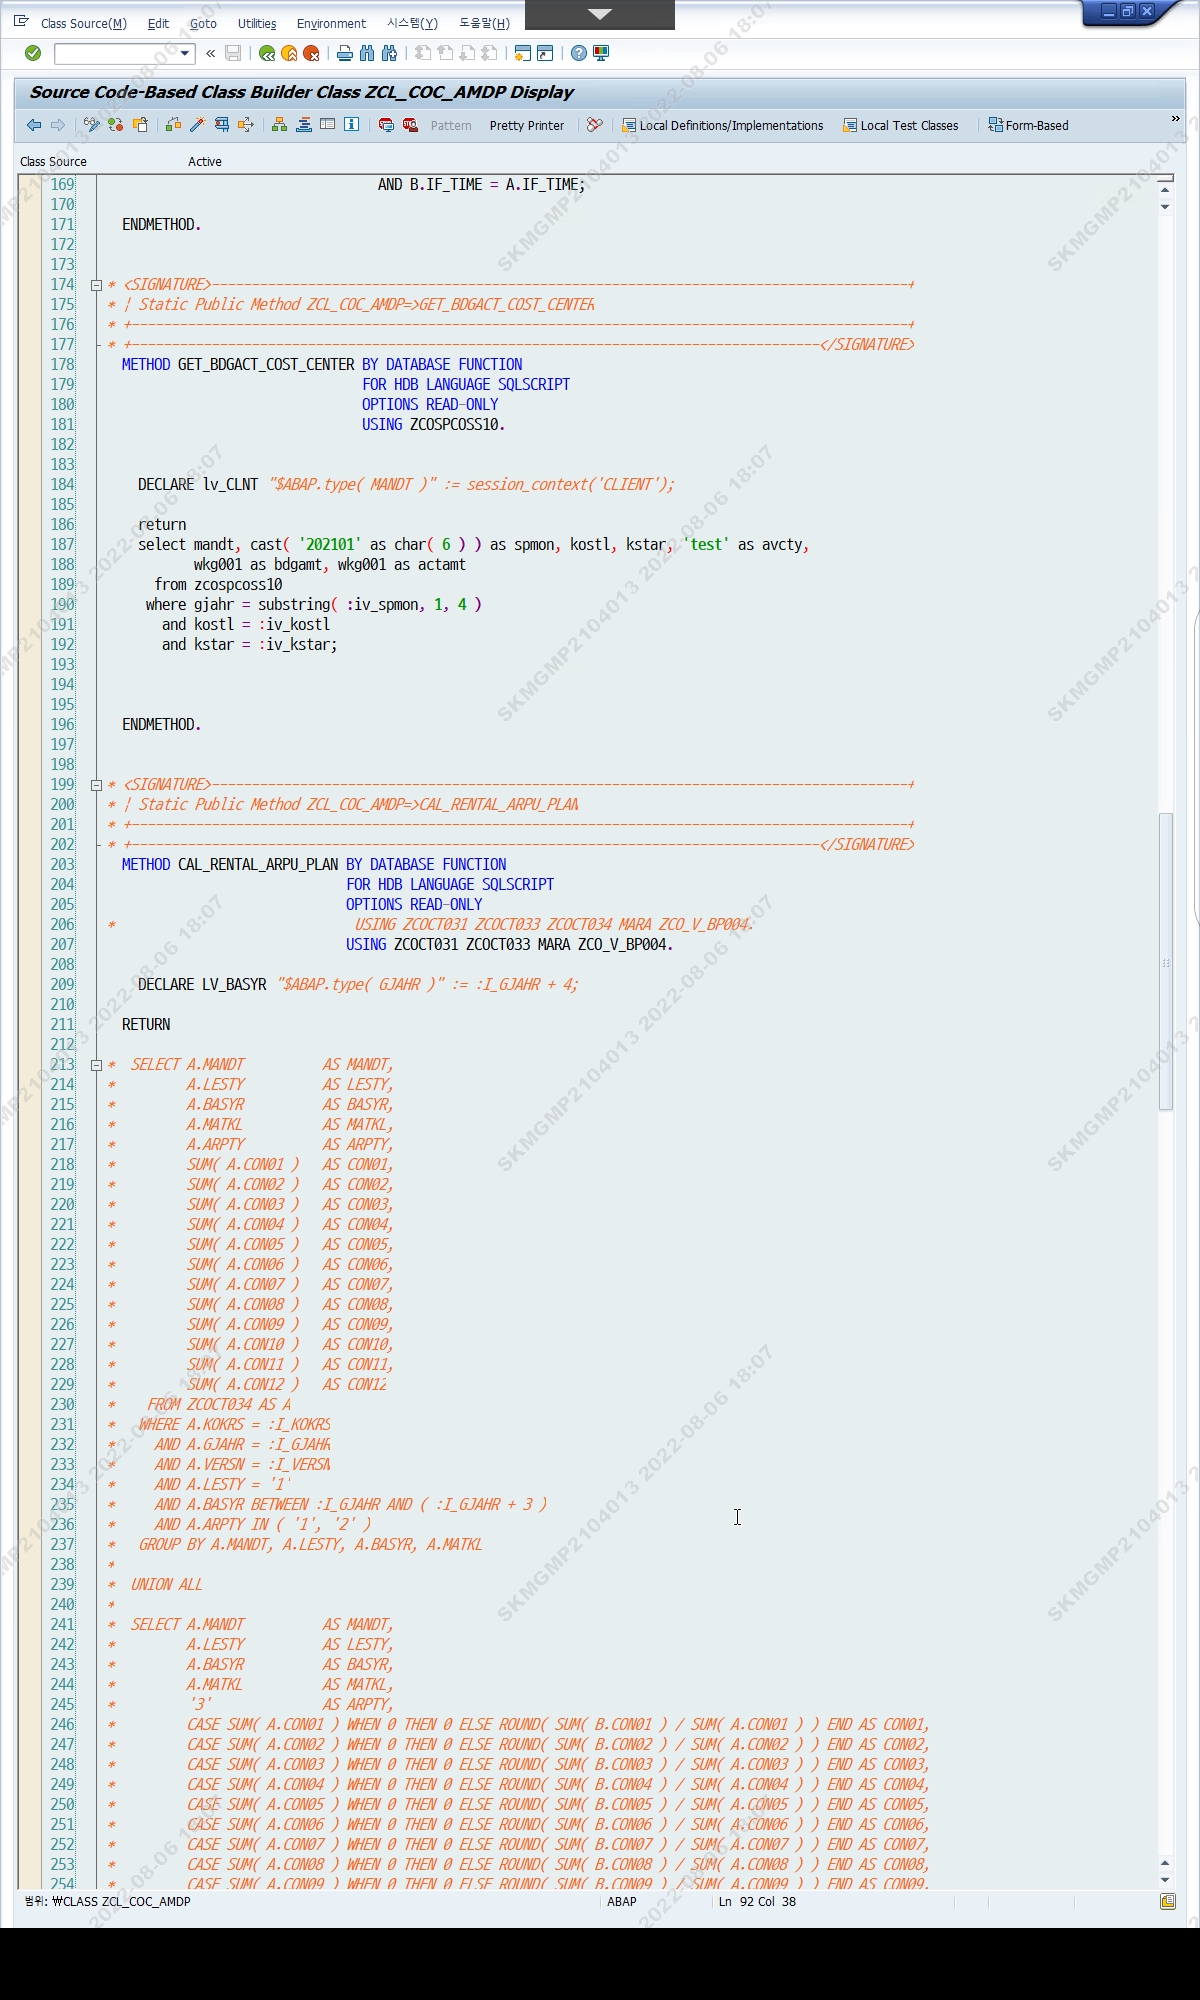 Class Source(M) Edit Goto Utilities Environment 시스템(Y) 도움말(H)
Source Code-Based Class Builder Class ZCL_COC_AMDP Display
Pattern Pretty Printer Local Definitions/Implementations Local Test Classes Form-Based »
Class Source Active
169 AND B.IF_TIME = A.IF_TIME;
170
171 ENDMETHOD.
172
173
174 * <SIGNATURE>---------------------------------------------------------------------------------------+
175 * | Static Public Method ZCL_COC_AMDP=>GET_BDGACT_COST_CENTER
176 * +-------------------------------------------------------------------------------------------------+
177 * +--------------------------------------------------------------------------------------</SIGNATURE>
178 METHOD GET_BDGACT_COST_CENTER BY DATABASE FUNCTION
179 FOR HDB LANGUAGE SQLSCRIPT
180 OPTIONS READ-ONLY
181 USING ZCOSPCOSS10.
182
183
184 DECLARE lv_CLNT "$ABAP.type( MANDT )" := session_context('CLIENT');
185
186 return
187 select mandt, cast( '202101' as char( 6 ) ) as spmon, kostl, kstar, 'test' as avcty,
188 wkg001 as bdgamt, wkg001 as actamt
189 from zcospcoss10
190 where gjahr = substring( :iv_spmon, 1, 4 )
191 and kostl = :iv_kostl
192 and kstar = :iv_kstar;
193
194
195
196 ENDMETHOD.
197
198
199 * <SIGNATURE>---------------------------------------------------------------------------------------+
200 * | Static Public Method ZCL_COC_AMDP=>CAL_RENTAL_ARPU_PLAN
201 * +-------------------------------------------------------------------------------------------------+
202 * +--------------------------------------------------------------------------------------</SIGNATURE>
203 METHOD CAL_RENTAL_ARPU_PLAN BY DATABASE FUNCTION
204 FOR HDB LANGUAGE SQLSCRIPT
205 OPTIONS READ-ONLY
206 * USING ZCOCT031 ZCOCT033 ZCOCT034 MARA ZCO_V_BP004.
207 USING ZCOCT031 ZCOCT033 MARA ZCO_V_BP004.
208
209 DECLARE LV_BASYR "$ABAP.type( GJAHR )" := :I_GJAHR + 4;
210
211 RETURN
212
213 * SELECT A.MANDT AS MANDT,
214 * A.LESTY AS LESTY,
215 * A.BASYR AS BASYR,
216 * A.MATKL AS MATKL,
217 * A.ARPTY AS ARPTY,
218 * SUM( A.CON01 ) AS CON01,
219 * SUM( A.CON02 ) AS CON02,
220 * SUM( A.CON03 ) AS CON03,
221 * SUM( A.CON04 ) AS CON04,
222 * SUM( A.CON05 ) AS CON05,
223 * SUM( A.CON06 ) AS CON06,
224 * SUM( A.CON07 ) AS CON07,
225 * SUM( A.CON08 ) AS CON08,
226 * SUM( A.CON09 ) AS CON09,
227 * SUM( A.CON10 ) AS CON10,
228 * SUM( A.CON11 ) AS CON11,
229 * SUM( A.CON12 ) AS CON12
230 * FROM ZCOCT034 AS A
231 * WHERE A.KOKRS = :I_KOKRS
232 * AND A.GJAHR = :I_GJAHR
233 * AND A.VERSN = :I_VERSN
234 * AND A.LESTY = '1'
235 * AND A.BASYR BETWEEN :I_GJAHR AND ( :I_GJAHR + 3 )
236 * AND A.ARPTY IN ( '1', '2' )
237 * GROUP BY A.MANDT, A.LESTY, A.BASYR, A.MATKL
238 *
239 * UNION ALL
240 *
241 * SELECT A.MANDT AS MANDT,
242 * A.LESTY AS LESTY,
243 * A.BASYR AS BASYR,
244 * A.MATKL AS MATKL,
245 * '3' AS ARPTY,
246 * CASE SUM( A.CON01 ) WHEN 0 THEN 0 ELSE ROUND( SUM( B.CON01 ) / SUM( A.CON01 ) ) END AS CON01,
247 * CASE SUM( A.CON02 ) WHEN 0 THEN 0 ELSE ROUND( SUM( B.CON02 ) / SUM( A.CON02 ) ) END AS CON02,
248 * CASE SUM( A.CON03 ) WHEN 0 THEN 0 ELSE ROUND( SUM( B.CON03 ) / SUM( A.CON03 ) ) END AS CON03,
249 * CASE SUM( A.CON04 ) WHEN 0 THEN 0 ELSE ROUND( SUM( B.CON04 ) / SUM( A.CON04 ) ) END AS CON04,
250 * CASE SUM( A.CON05 ) WHEN 0 THEN 0 ELSE ROUND( SUM( B.CON05 ) / SUM( A.CON05 ) ) END AS CON05,
251 * CASE SUM( A.CON06 ) WHEN 0 THEN 0 ELSE ROUND( SUM( B.CON06 ) / SUM( A.CON06 ) ) END AS CON06,
252 * CASE SUM( A.CON07 ) WHEN 0 THEN 0 ELSE ROUND( SUM( B.CON07 ) / SUM( A.CON07 ) ) END AS CON07,
253 * CASE SUM( A.CON08 ) WHEN 0 THEN 0 ELSE ROUND( SUM( B.CON08 ) / SUM( A.CON08 ) ) END AS CON08,
254 * CASE SUM( A.CON09 ) WHEN 0 THEN 0 ELSE ROUND( SUM( B.CON09 ) / SUM( A.CON09 ) ) END AS CON09,
범위: ₩CLASS ZCL_COC_AMDP ABAP Ln 92 Col 38
SKMGMP2104013 2022-08-06 18:07